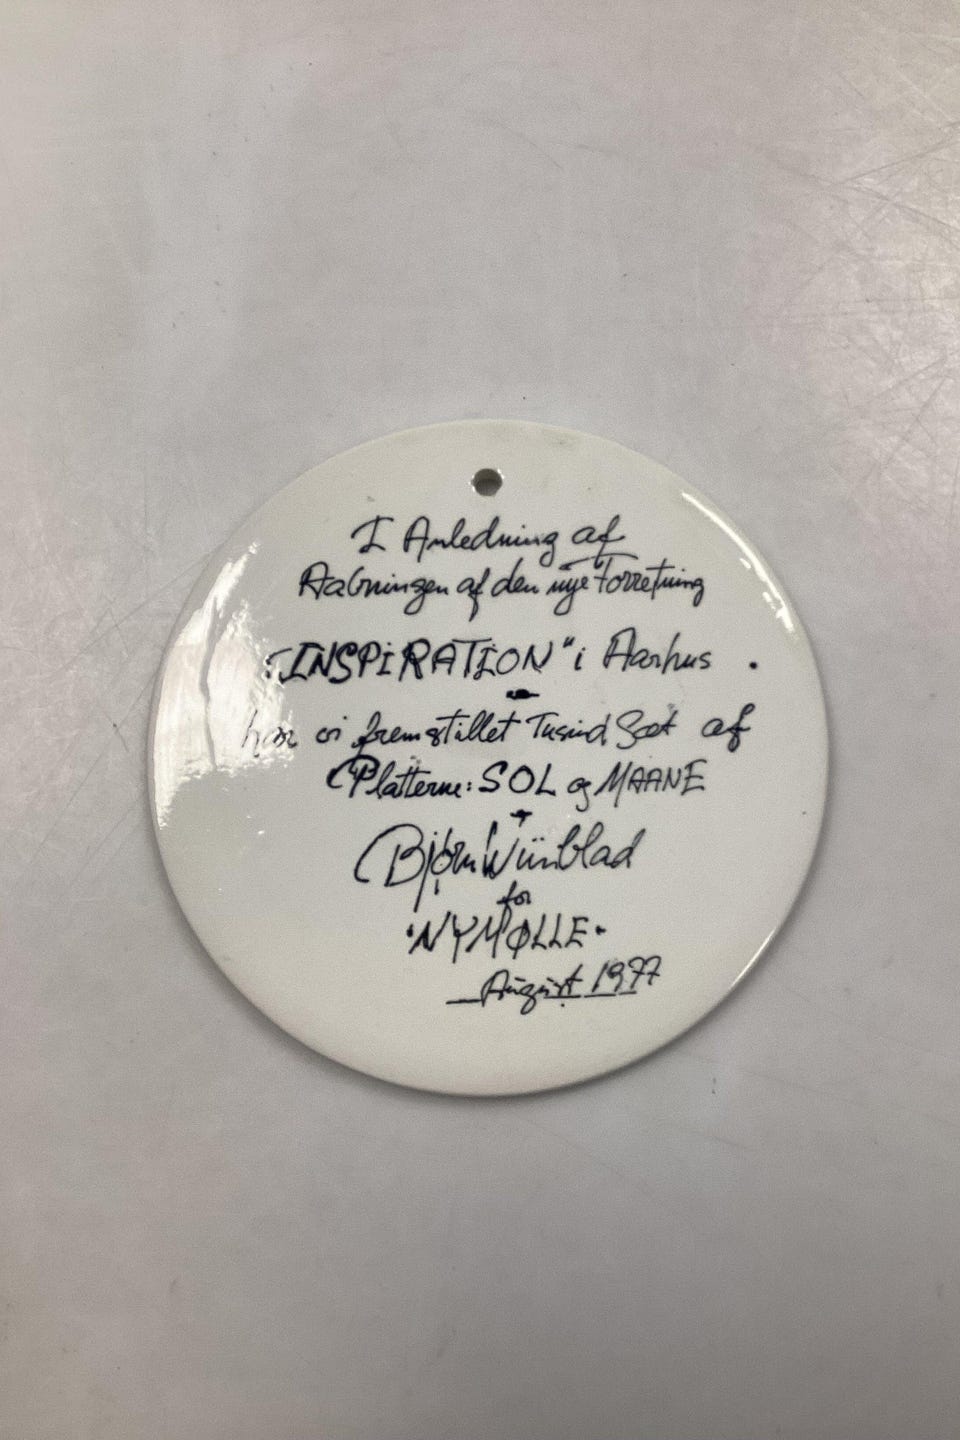 I Anledning af
Aabningen af den nye Forretning
„INSPIRATION" i Aarhus .
har vi fremstillet Tusind Sæt af
Platterne: SOL og MAANE
Bjørn Wiinblad
for
·NYMØLLE·
August 1977